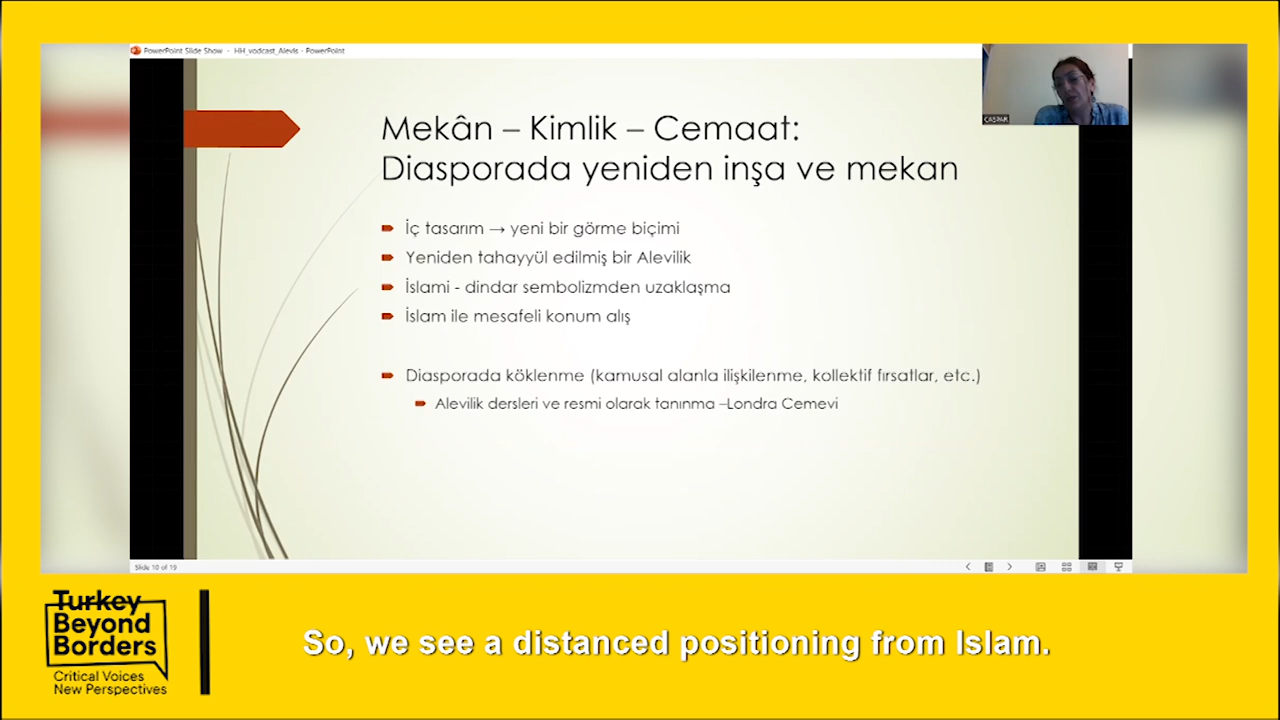 PowerPoint Slide Show - HH_vodcast_Alevis - PowerPoint
CASPAR
Mekân – Kimlik – Cemaat:
Diasporada yeniden inşa ve mekan
İç tasarım → yeni bir görme biçimi
Yeniden tahayyül edilmiş bir Alevilik
İslami - dindar sembolizmden uzaklaşma
İslam ile mesafeli konum alış
Diasporada köklenme (kamusal alanla ilişkilenme, kollektif fırsatlar, etc.)
Alevilik dersleri ve resmi olarak tanınma –Londra Cemevi
Slide 10 of 19
Turkey
Beyond
Borders
Critical Voices
New Perspectives
So, we see a distanced positioning from Islam.